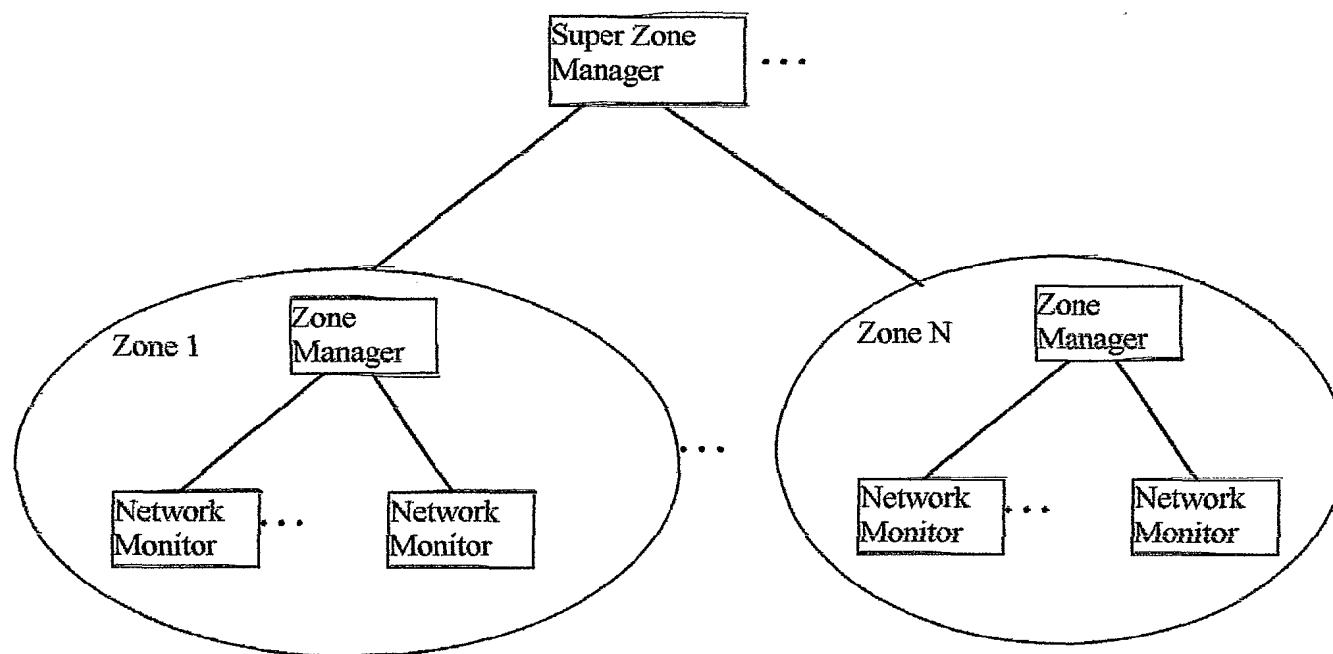 Super Zone
Manager
...
Zone 1
Zone
Manager
Zone N
Zone
Manager
...
Network
Monitor
...
Network
Monitor
Network
Monitor
...
Network
Monitor